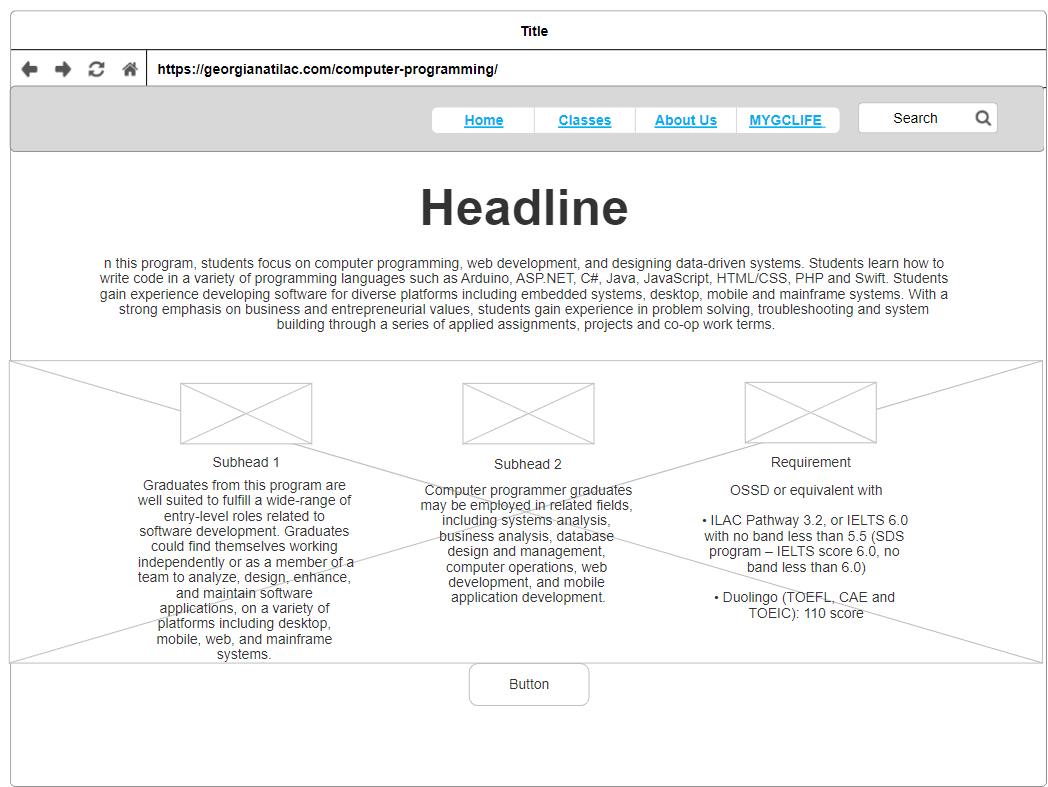 Title
https://georgianatilac.com/computer-programming/
Home
Classes
About Us
MYGCLIFE
Search
Headline
n this program, students focus on computer programming, web development, and designing data-driven systems. Students learn how to
write code in a variety of programming languages such as Arduino, ASP.NET, C#, Java, JavaScript, HTML/CSS, PHP and Swift. Students
gain experience developing software for diverse platforms including embedded systems, desktop, mobile and mainframe systems. With a
strong emphasis on business and entrepreneurial values, students gain experience in problem solving, troubleshooting and system
building through a series of applied assignments, projects and co-op work terms.
Subhead 1
Graduates from this program are
well suited to fulfill a wide-range of
entry-level roles related to
software development. Graduates
could find themselves working
independently or as a member of a
team to analyze, design, enhance,
and maintain software
applications, on a variety of
platforms including desktop,
mobile, web, and mainframe
systems.
Subhead 2
Computer programmer graduates
may be employed in related fields,
including systems analysis,
business analysis, database
design and management,
computer operations, web
development, and mobile
application development.
Requirement
OSSD or equivalent with
• ILAC Pathway 3.2, or IELTS 6.0
with no band less than 5.5 (SDS
program – IELTS score 6.0, no
band less than 6.0)
• Duolingo (TOEFL, CAE and
TOEIC): 110 score
Button